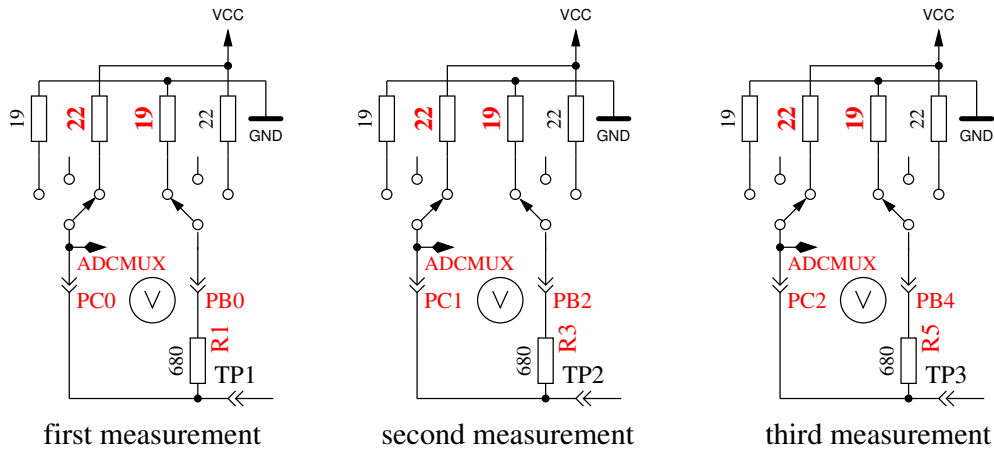 VCC
19
22
19
22
GND
ADCMUX
PC0
V
PB0
R1
680
TP1
first measurement
VCC
19
22
19
22
GND
ADCMUX
PC1
V
PB2
R3
680
TP2
second measurement
VCC
19
22
19
22
GND
ADCMUX
PC2
V
PB4
R5
680
TP3
third measurement